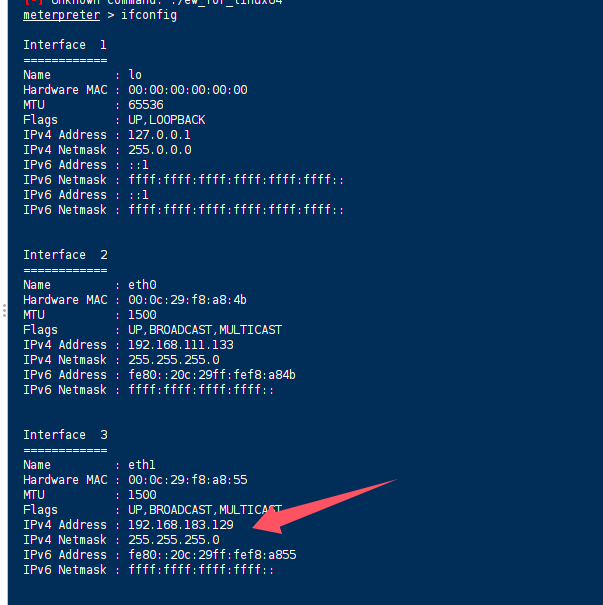 [-] Unknown command: ./ew_for_linux64
meterpreter > ifconfig
Interface  1
============
Name         : lo
Hardware MAC : 00:00:00:00:00:00
MTU          : 65536
Flags        : UP,LOOPBACK
IPv4 Address : 127.0.0.1
IPv4 Netmask : 255.0.0.0
IPv6 Address : ::1
IPv6 Netmask : ffff:ffff:ffff:ffff:ffff:ffff::
IPv6 Address : ::1
IPv6 Netmask : ffff:ffff:ffff:ffff:ffff:ffff::
Interface  2
============
Name         : eth0
Hardware MAC : 00:0c:29:f8:a8:4b
MTU          : 1500
Flags        : UP,BROADCAST,MULTICAST
IPv4 Address : 192.168.111.133
IPv4 Netmask : 255.255.255.0
IPv6 Address : fe80::20c:29ff:fef8:a84b
IPv6 Netmask : ffff:ffff:ffff:ffff::
Interface  3
============
Name         : eth1
Hardware MAC : 00:0c:29:f8:a8:55
MTU          : 1500
Flags        : UP,BROADCAST,MULTICAST
IPv4 Address : 192.168.183.129
IPv4 Netmask : 255.255.255.0
IPv6 Address : fe80::20c:29ff:fef8:a855
IPv6 Netmask : ffff:ffff:ffff:ffff::